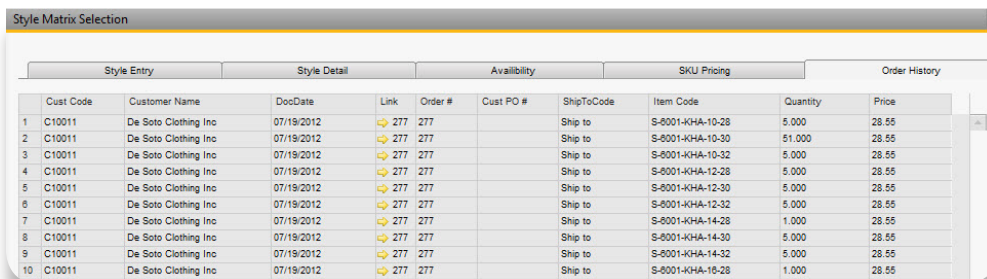 Style Matrix Selection
Style Entry Style Detail Availibility SKU Pricing Order History
Cust Code Customer Name DocDate Link Order # Cust PO # ShipToCode Item Code Quantity Price
1 C10011 De Soto Clothing Inc 07/19/2012 277 277 Ship to S-6001-KHA-10-28 5.000 28.55
2 C10011 De Soto Clothing Inc 07/19/2012 277 277 Ship to S-6001-KHA-10-30 51.000 28.55
3 C10011 De Soto Clothing Inc 07/19/2012 277 277 Ship to S-6001-KHA-10-32 5.000 28.55
4 C10011 De Soto Clothing Inc 07/19/2012 277 277 Ship to S-6001-KHA-12-28 5.000 28.55
5 C10011 De Soto Clothing Inc 07/19/2012 277 277 Ship to S-6001-KHA-12-30 5.000 28.55
6 C10011 De Soto Clothing Inc 07/19/2012 277 277 Ship to S-6001-KHA-12-32 5.000 28.55
7 C10011 De Soto Clothing Inc 07/19/2012 277 277 Ship to S-6001-KHA-14-28 1.000 28.55
8 C10011 De Soto Clothing Inc 07/19/2012 277 277 Ship to S-6001-KHA-14-30 5.000 28.55
9 C10011 De Soto Clothing Inc 07/19/2012 277 277 Ship to S-6001-KHA-14-32 5.000 28.55
10 C10011 De Soto Clothing Inc 07/19/2012 277 277 Ship to S-6001-KHA-16-28 1.000 28.55